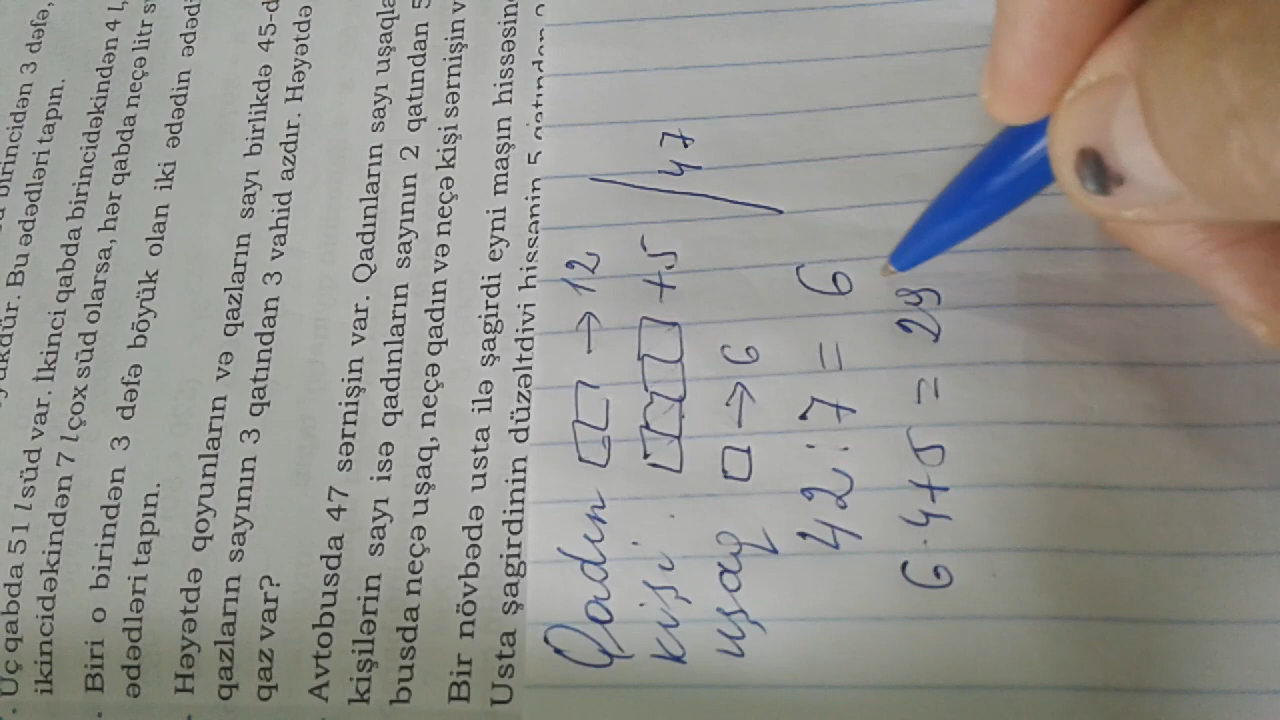 birincidən 3 dəfə,
ikincidəkindən 7 l çox süd olarsa, hər qabda neçə litr
Üç qabda 51 l süd var. İkinci qabda birincidəkindən 4 l,
. Bu ədədləri tapın.
Biri o birindən 3 dəfə böyük olan iki ədədin
ədədləri tapın.
Həyətdə qoyunların və qazların sayı birlikdə 45-d
qazların sayının 3 qatından 3 vahid azdır. Həyətdə
qaz var?
Avtobusda 47 sərnişin var. Qadınların sayı
kişilərin sayı isə qadınların sayının 2 qatından 5
busda neçə uşaq, neçə qadın və neçə kişi sərnişin v
Bir növbədə usta ilə şagirdi eyni maşın
Usta şagirdinin düzəltdiyi hissənin 5
Qadın → 12
kişi. +5 / 47
uşaq → 6
42 : 7 = 6
6 · 4 + 5 = 29